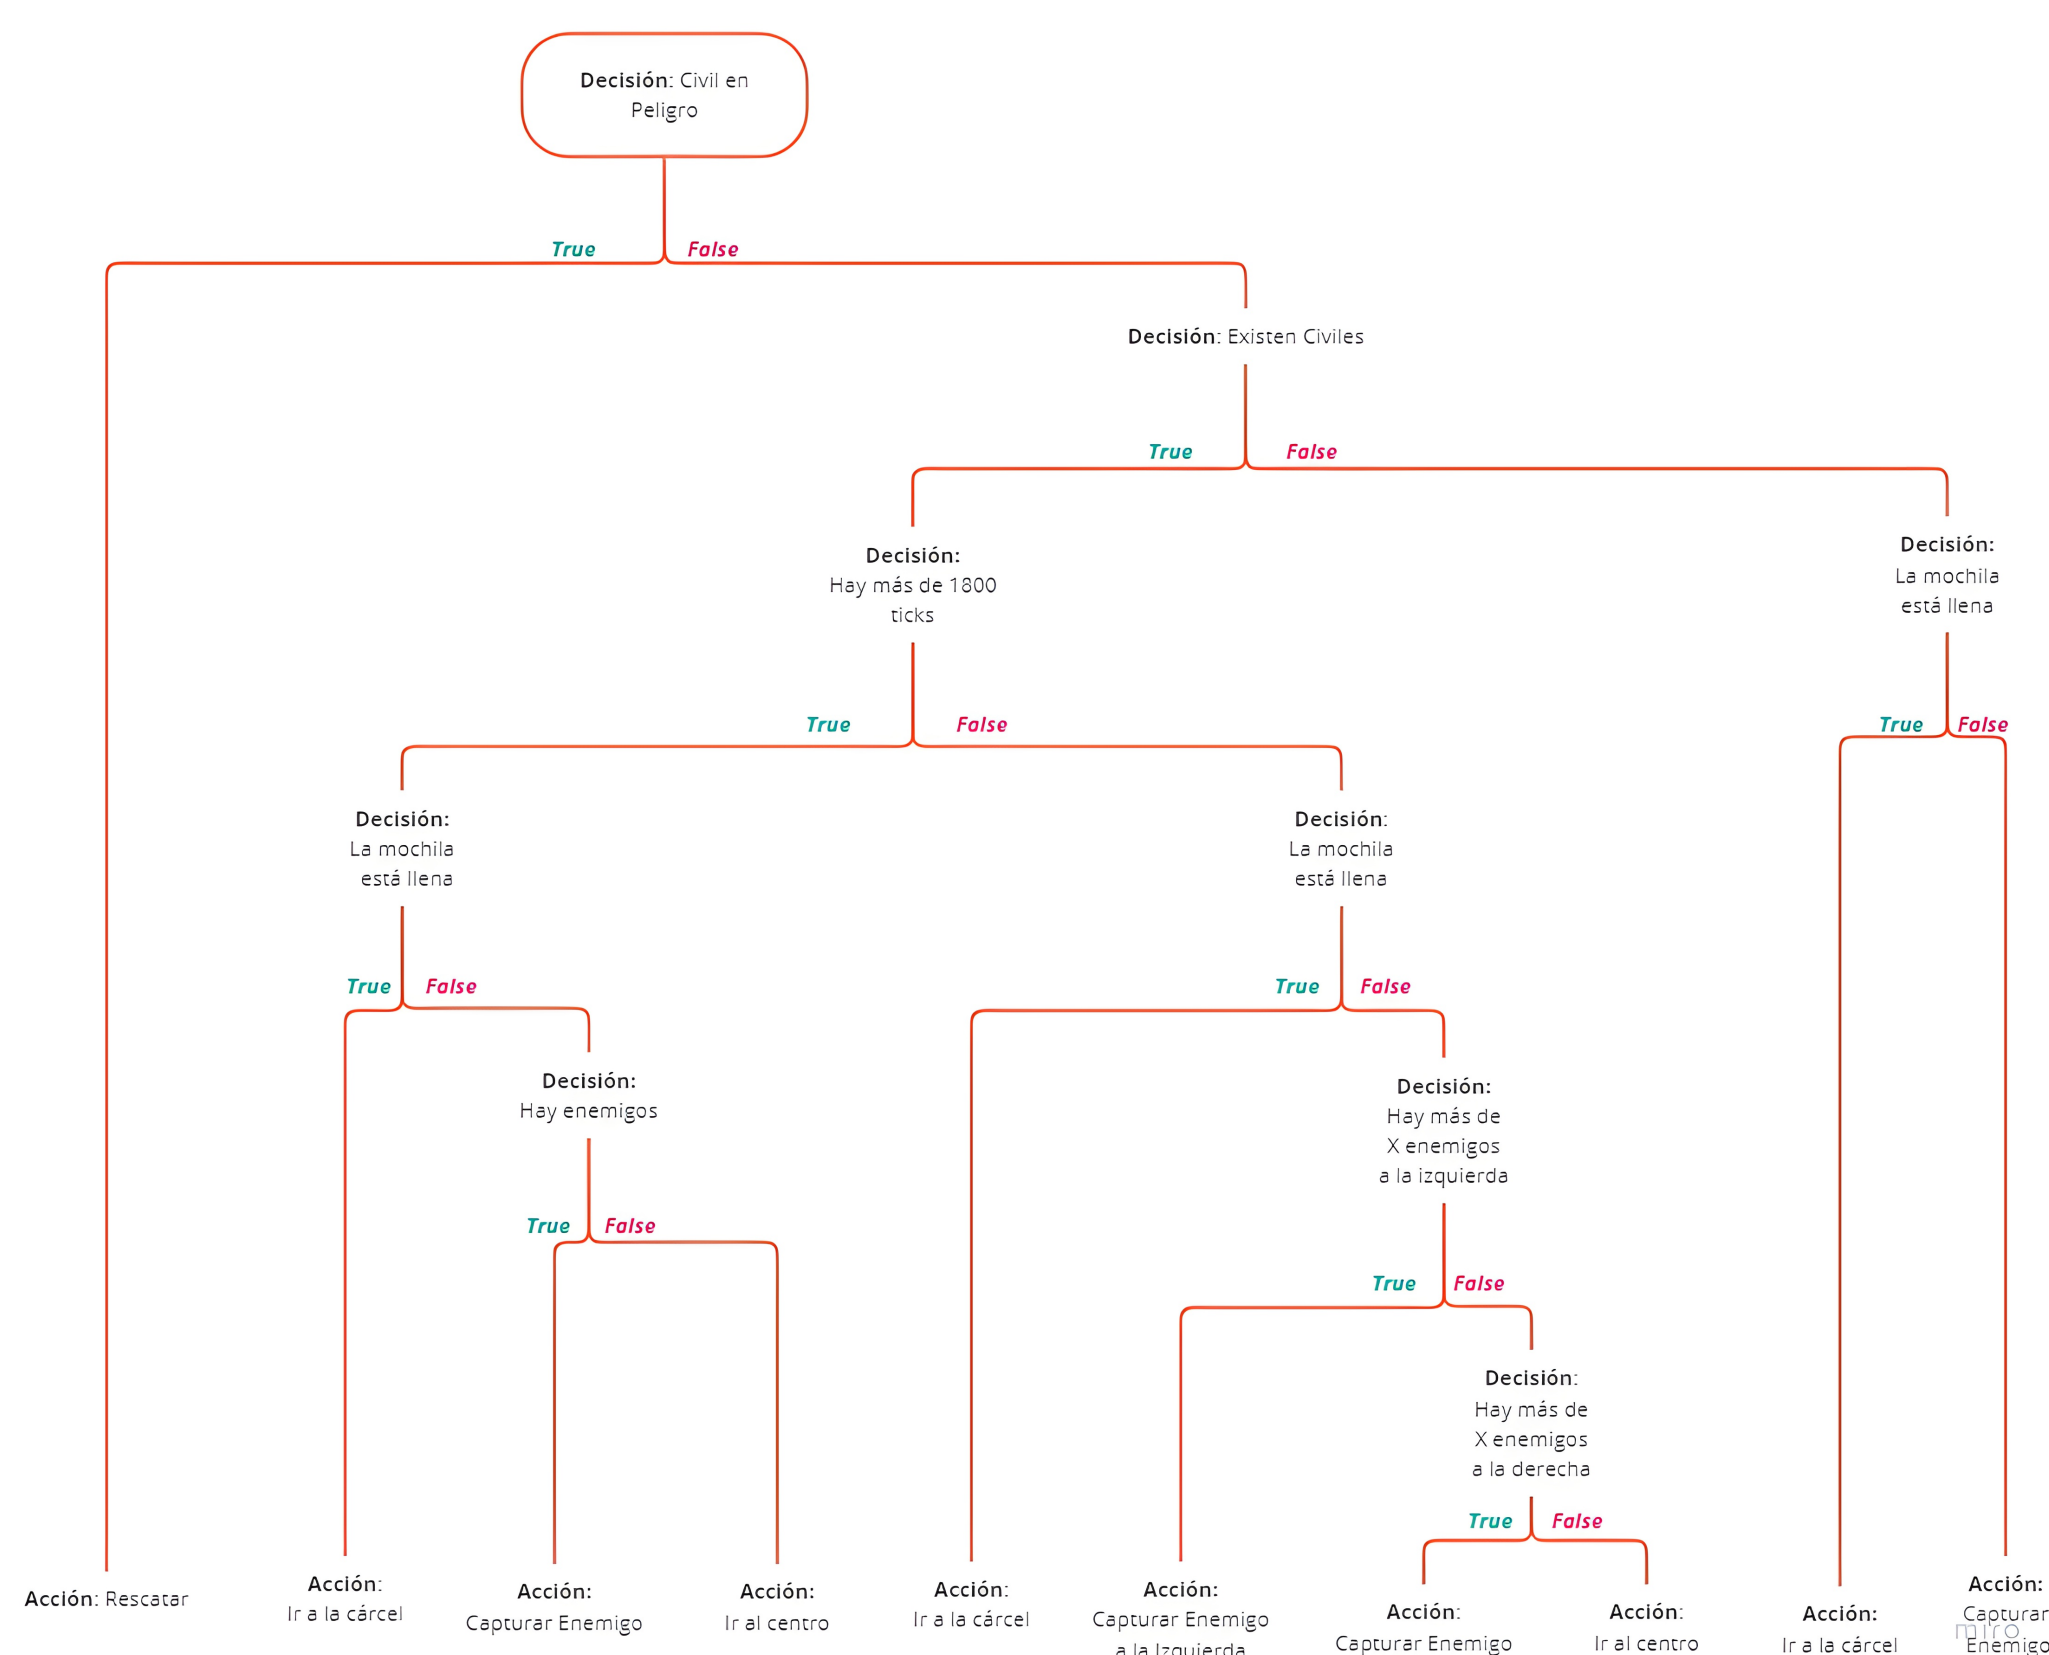 Decisión: Civil en
Peligro
True
False
Decisión: Existen Civiles
True
False
Decisión:
Hay más de 1800
ticks
Decisión:
La mochila
está llena
True
False
True
False
Decisión:
La mochila
está llena
Decisión:
La mochila
está llena
True
False
True
False
Decisión:
Hay enemigos
Decisión:
Hay más de
X enemigos
a la izquierda
True
False
True
False
Decisión:
Hay más de
X enemigos
a la derecha
True
False
Acción: Rescatar
Acción:
Ir a la cárcel
Acción:
Capturar Enemigo
Acción:
Ir al centro
Acción:
Ir a la cárcel
Acción:
Capturar Enemigo
a la Izquierda
Acción:
Capturar Enemigo
Acción:
Ir al centro
Acción:
Ir a la cárcel
Acción:
Capturar
Enemigo
miro